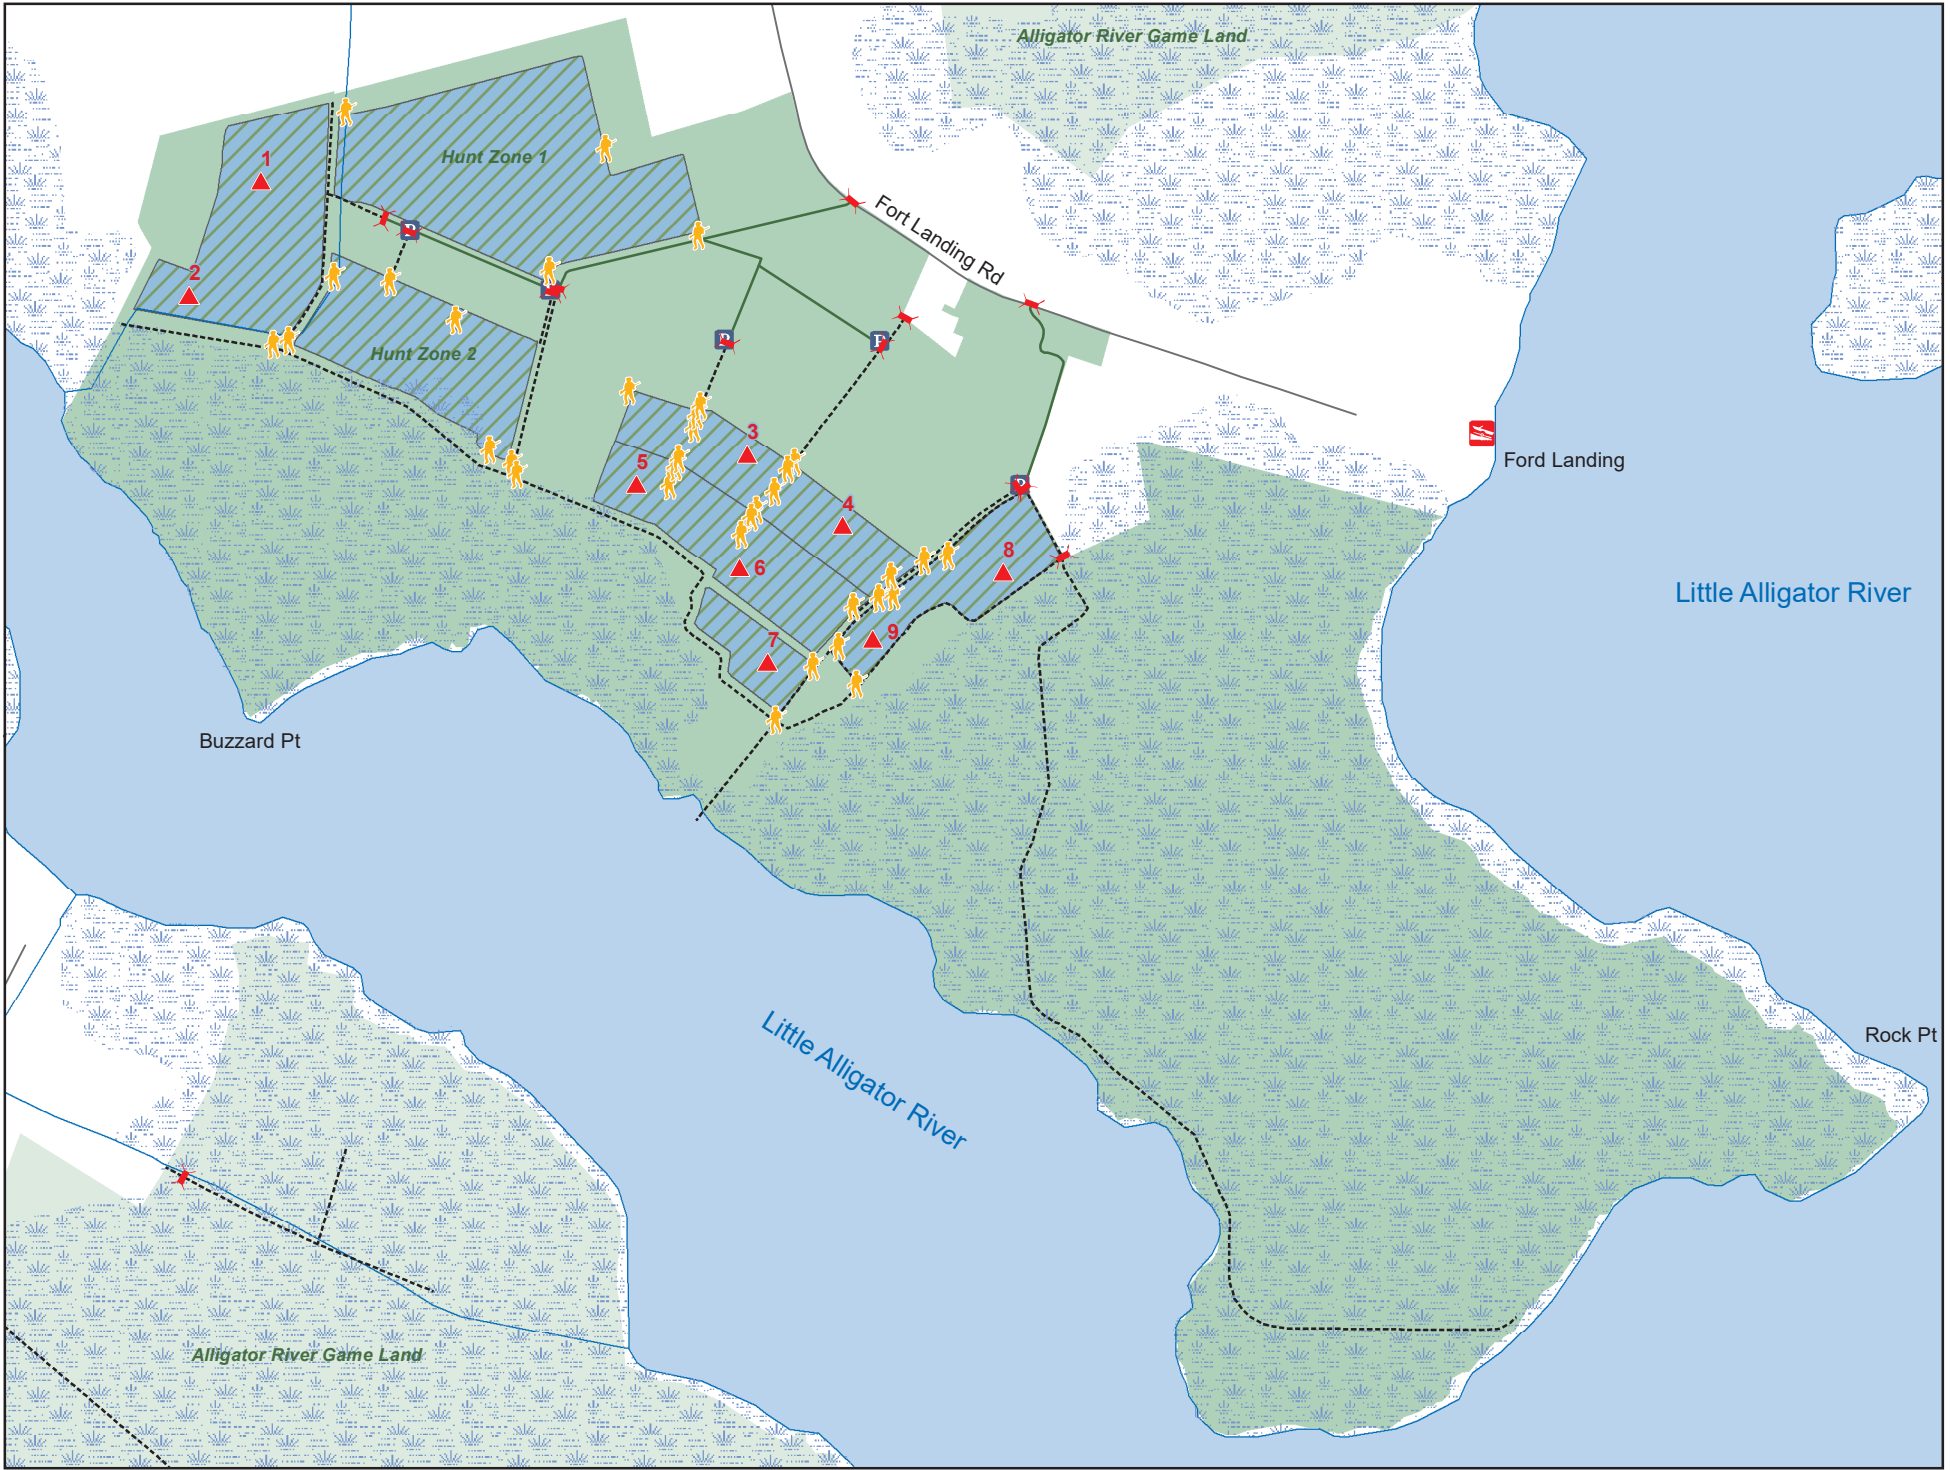 Alligator River Game Land
1
Hunt Zone 1
Fort Landing Rd
2
P
P
P
Hunt Zone 2
3
5
Ford Landing
P
4
8
6
Little Alligator River
9
7
Buzzard Pt
Little Alligator River
Rock Pt
Alligator River Game Land